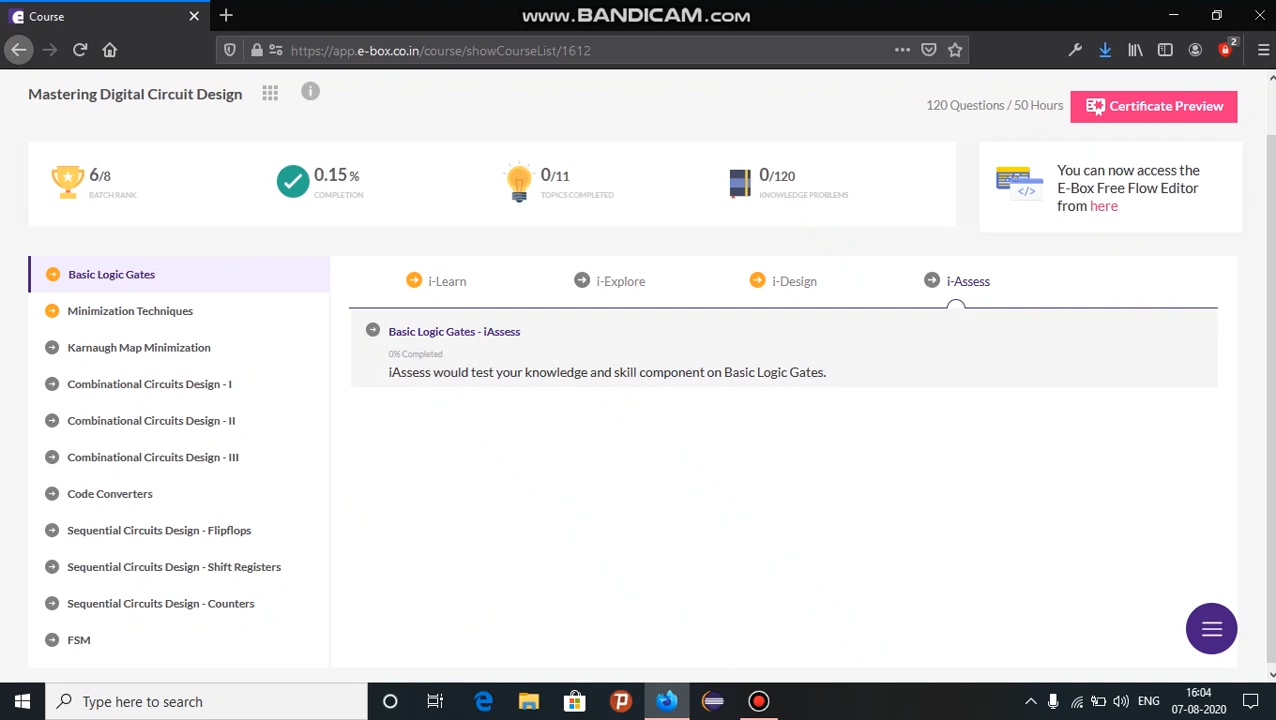 Course
www.BANDICAM.com
https://app.e-box.co.in/course/showCourseList/1612
2
Mastering Digital Circuit Design
120 Questions / 50 Hours
Certificate Preview
6/8
BATCH RANK
0.15 %
COMPLETION
0/11
TOPICS COMPLETED
0/120
KNOWLEDGE PROBLEMS
You can now access the
E-Box Free Flow Editor
from here
Basic Logic Gates
Minimization Techniques
Karnaugh Map Minimization
Combinational Circuits Design - I
Combinational Circuits Design - II
Combinational Circuits Design - III
Code Converters
Sequential Circuits Design - Flipflops
Sequential Circuits Design - Shift Registers
Sequential Circuits Design - Counters
FSM
i-Learn
i-Explore
i-Design
i-Assess
Basic Logic Gates - iAssess
0% Completed
iAssess would test your knowledge and skill component on Basic Logic Gates.
Type here to search
ENG
16:04
07-08-2020